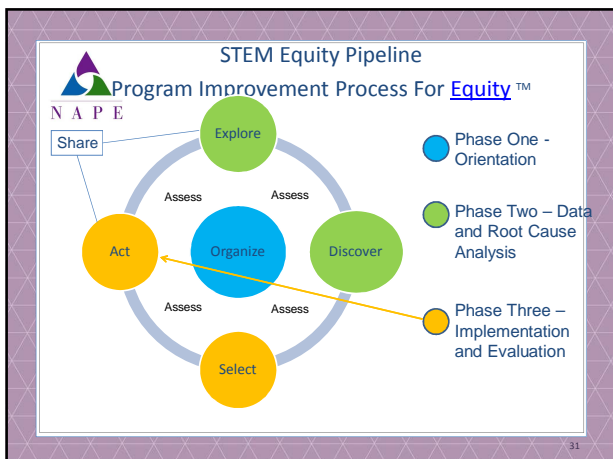 STEM Equity Pipeline
Program Improvement Process For Equity ™
N A P E
Share
Explore
Assess
Assess
Act
Organize
Discover
Assess
Assess
Select
Phase One -
Orientation
Phase Two – Data
and Root Cause
Analysis
Phase Three –
Implementation
and Evaluation
31